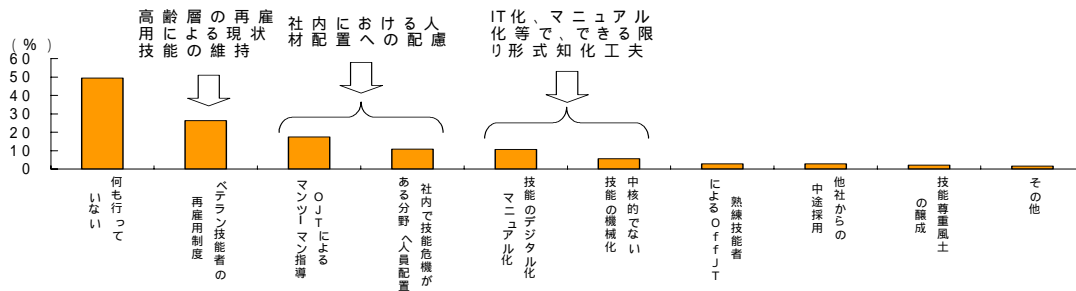 高齢層の再雇
用による現状
技能の維持
社内における人
材配置への配慮
IT化、マニュアル
化等で、できる限
り形式知化工夫
(%)
60
50
40
30
20
10
0
何も行って
いない
ベテラン技能者の
再雇用制度
OJTによる
マンツーマン指導
社内で技能危機が
ある分野へ人員配置
技能のデジタル化
マニュアル化
中核的でない
技能の機械化
熟練技能者
によるOffJT
他社からの
中途採用
技能尊重風土
の醸成
その他